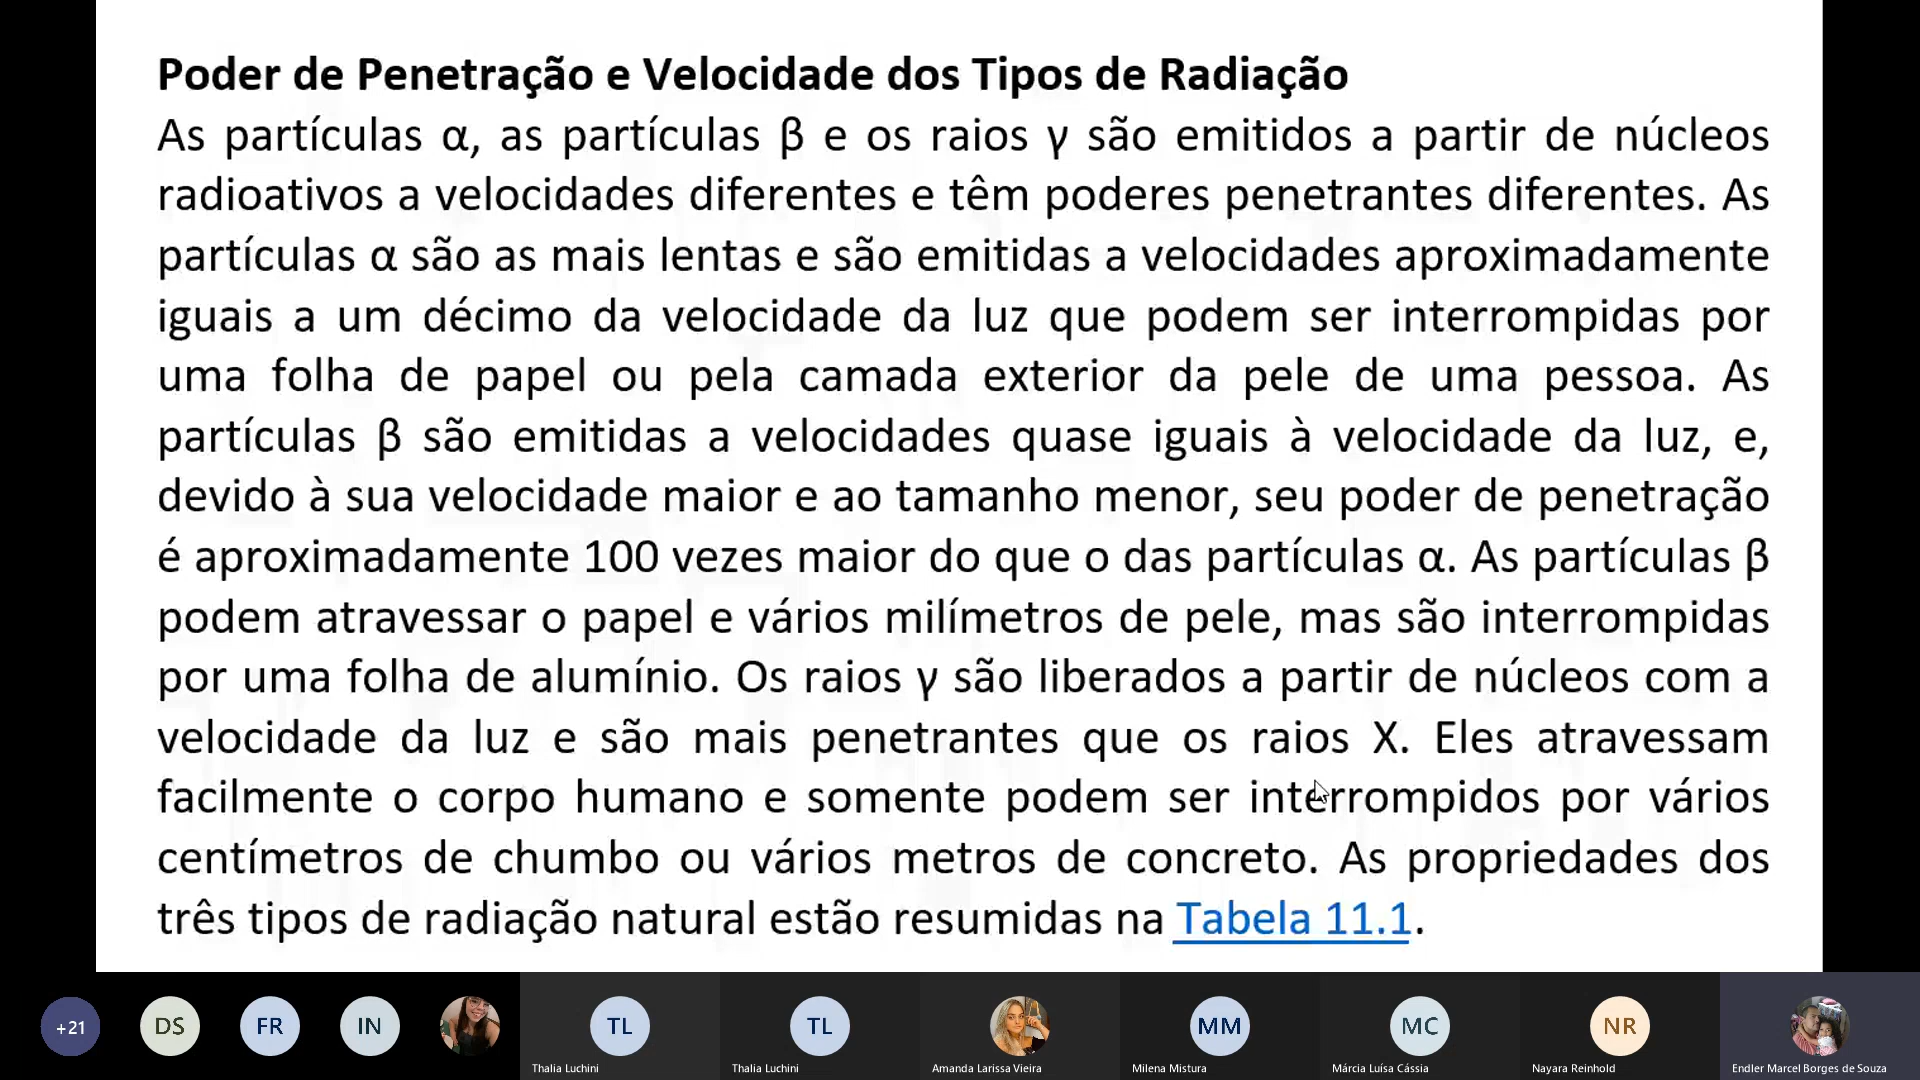 Poder de Penetração e Velocidade dos Tipos de Radiação
As partículas α, as partículas β e os raios γ são emitidos a partir de núcleos
radioativos a velocidades diferentes e têm poderes penetrantes diferentes. As
partículas α são as mais lentas e são emitidas a velocidades aproximadamente
iguais a um décimo da velocidade da luz que podem ser interrompidas por
uma folha de papel ou pela camada exterior da pele de uma pessoa. As
partículas β são emitidas a velocidades quase iguais à velocidade da luz, e,
devido à sua velocidade maior e ao tamanho menor, seu poder de penetração
é aproximadamente 100 vezes maior do que o das partículas α. As partículas β
podem atravessar o papel e vários milímetros de pele, mas são interrompidas
por uma folha de alumínio. Os raios γ são liberados a partir de núcleos com a
velocidade da luz e são mais penetrantes que os raios X. Eles atravessam
facilmente o corpo humano e somente podem ser interrompidos por vários
centímetros de chumbo ou vários metros de concreto. As propriedades dos
três tipos de radiação natural estão resumidas na Tabela 11.1.
+21 DS FR IN TL TL MM MC NR
Thalia Luchini Thalia Luchini Amanda Larissa Vieira Milena Mistura Márcia Luísa Cássia Nayara Reinhold Endler Marcel Borges de Souza